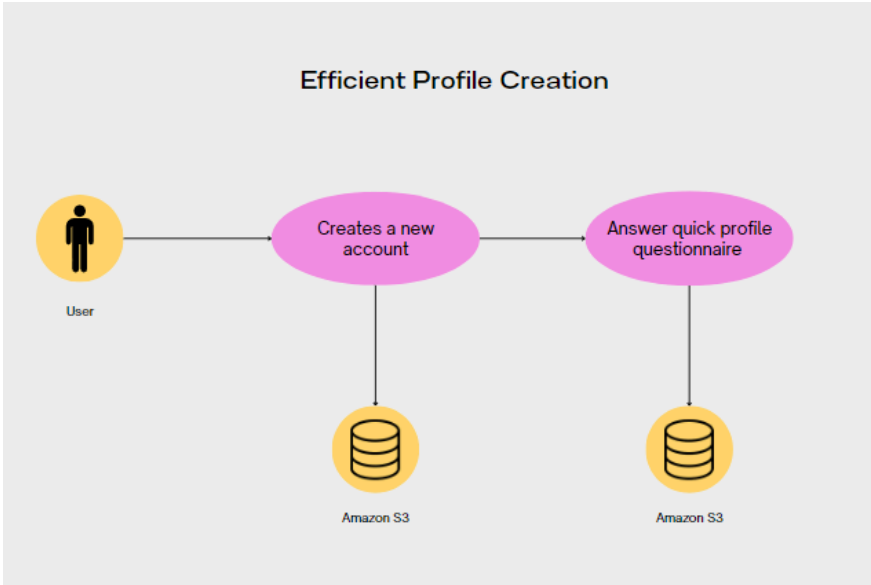 Efficient Profile Creation
Creates a new
account
Answer quick profile
questionnaire
User
Amazon S3
Amazon S3